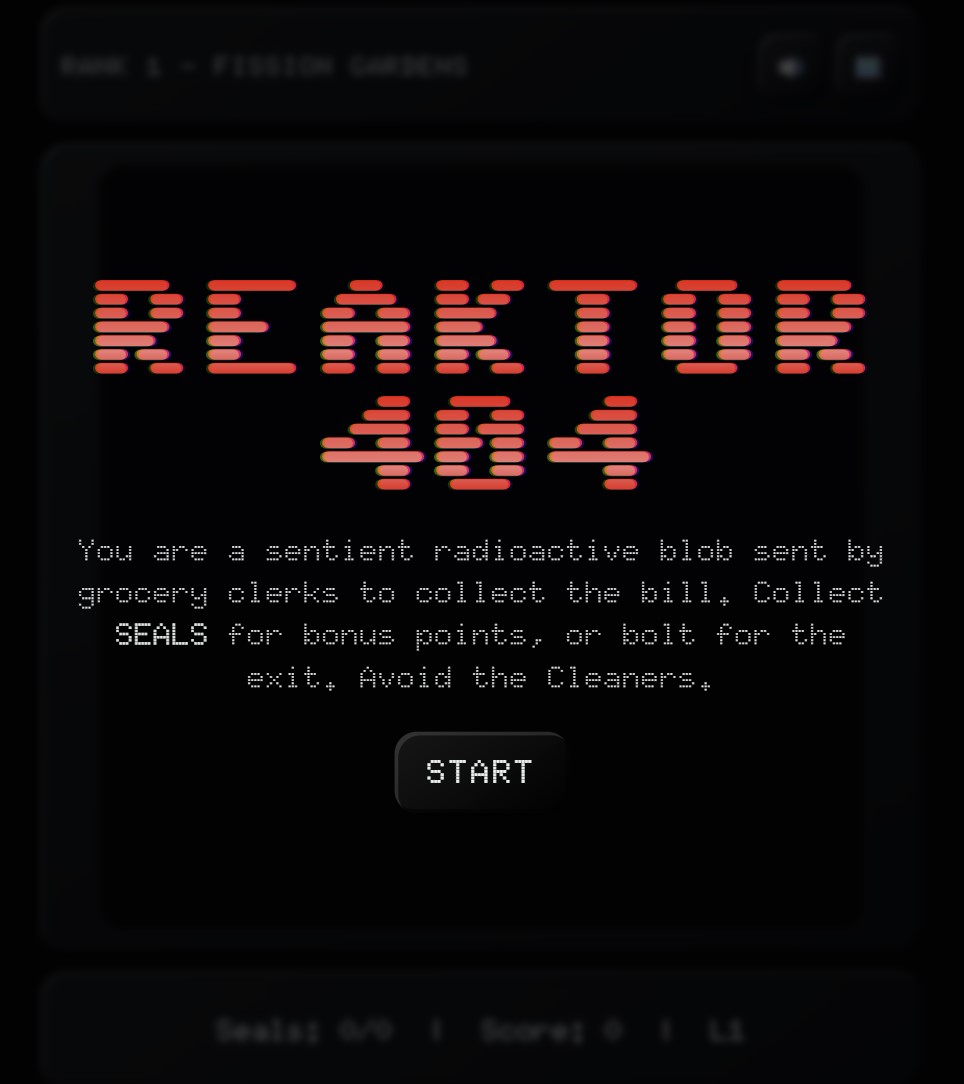 RANK 1 - FISSION GARDENS
REAKTOR
404
You are a sentient radioactive blob sent by
grocery clerks to collect the bill. Collect
SEALS for bonus points, or bolt for the
exit. Avoid the Cleaners.
START
Seals: 0/0 | Score: 0 | L1